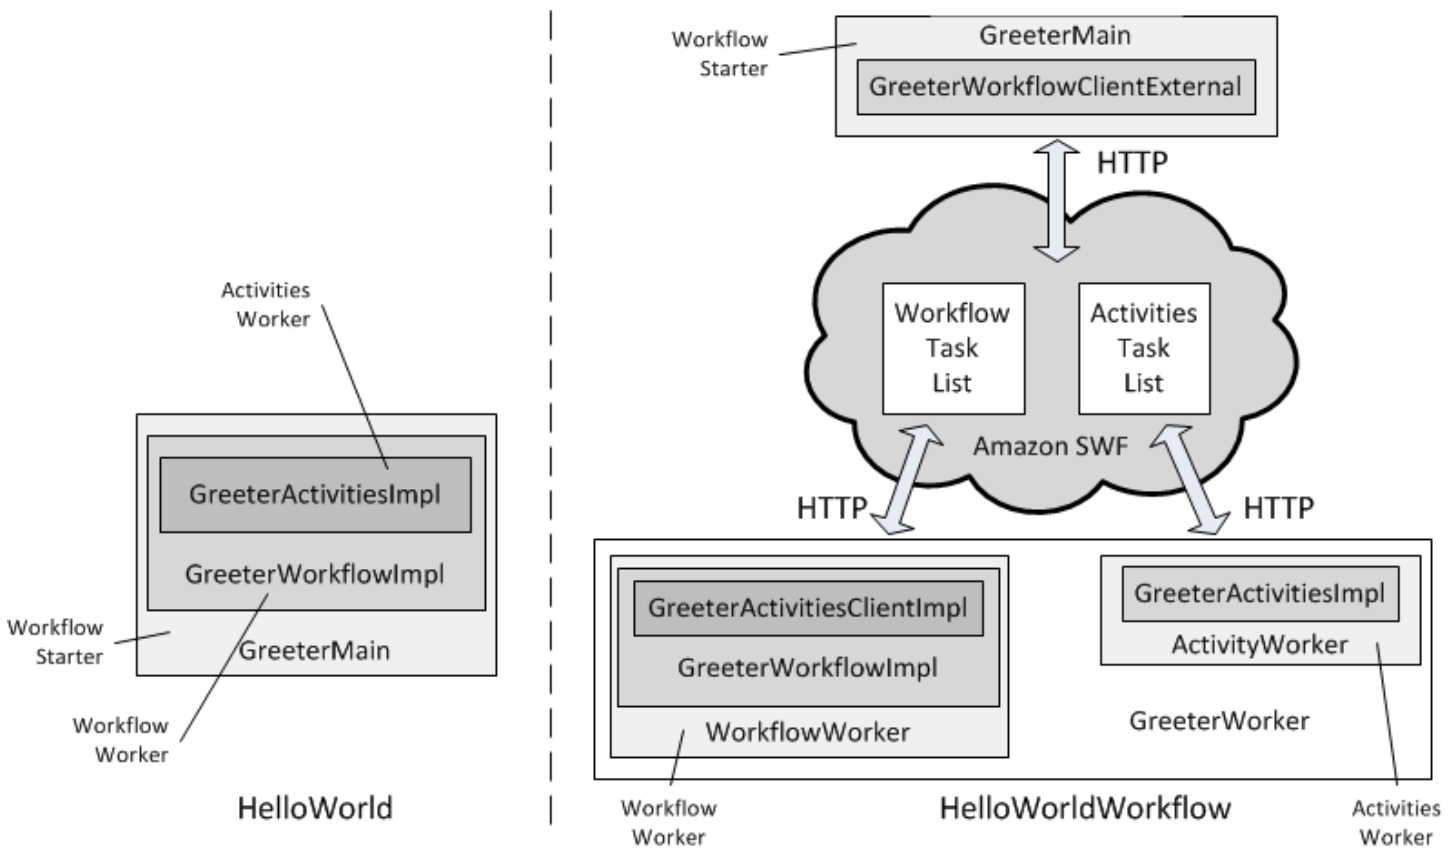 Activities
Worker
GreeterActivitiesImpl
GreeterWorkflowImpl
Workflow
Starter
GreeterMain
Workflow
Worker
HelloWorld
Workflow
Starter
GreeterMain
GreeterWorkflowClientExternal
HTTP
Workflow
Task
List
Activities
Task
List
Amazon SWF
HTTP
HTTP
GreeterActivitiesClientImpl
GreeterWorkflowImpl
WorkflowWorker
GreeterActivitiesImpl
ActivityWorker
GreeterWorker
Workflow
Worker
HelloWorldWorkflow
Activities
Worker